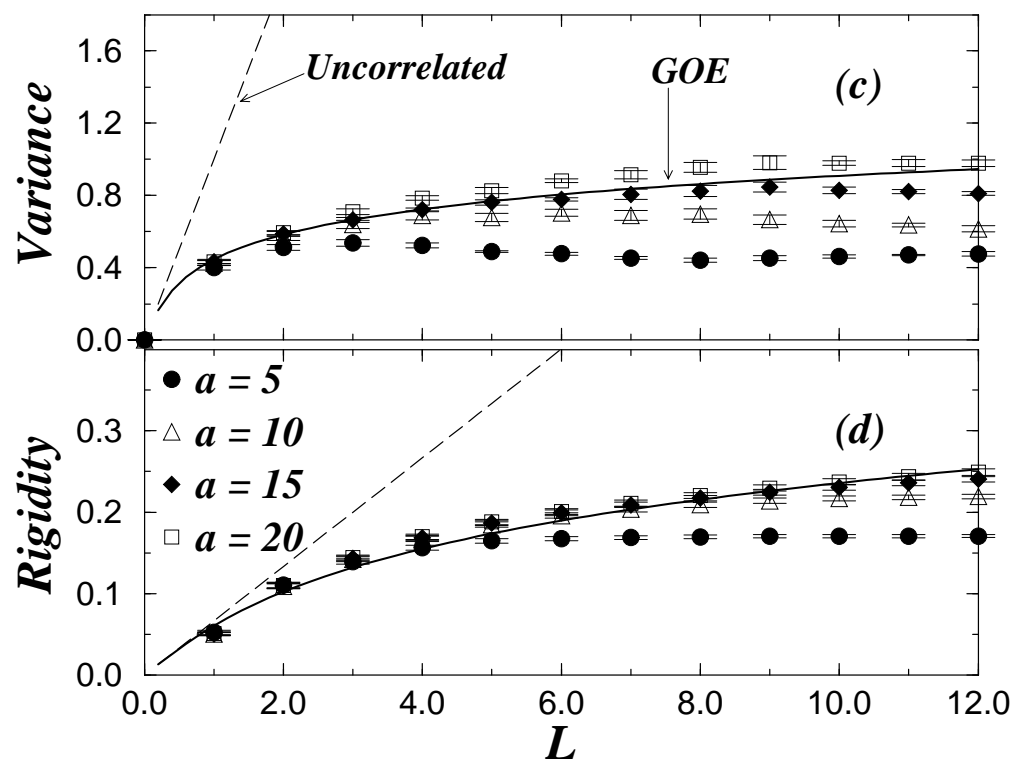 1.6
Uncorrelated
GOE
(c)
1.2
Variance
0.8
0.4
0.0
a = 5
a = 10
a = 15
a = 20
(d)
0.3
Rigidity
0.2
0.1
0.0
0.0 2.0 4.0 6.0 8.0 10.0 12.0
L